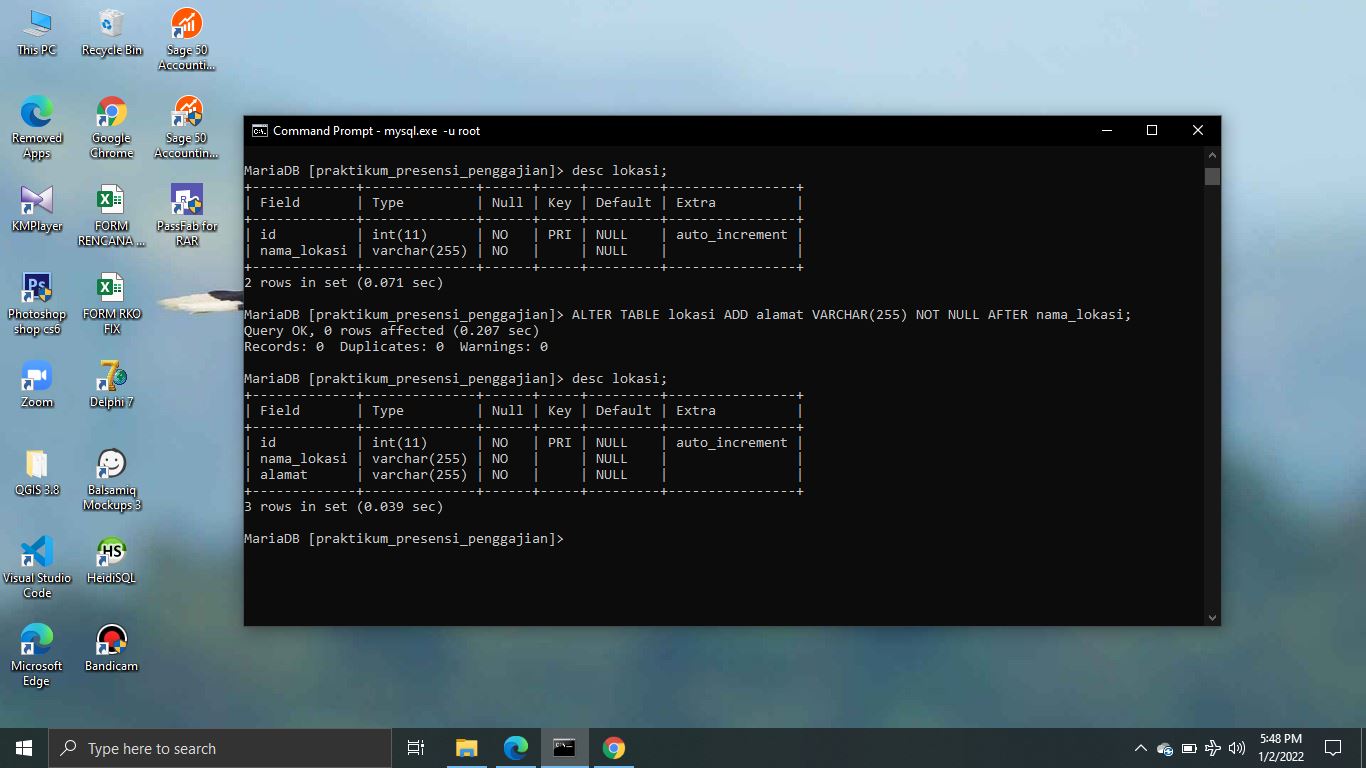 This PC
Recycle Bin
Sage 50
Accounti...
Removed
Apps
Google
Chrome
Sage 50
Accountin...
KMPlayer
FORM
RENCANA ...
PassFab for
RAR
Photoshop
shop cs6
FORM RKO
FIX
Zoom
Delphi 7
QGIS 3.8
Balsamiq
Mockups 3
Visual Studio
Code
HeidiSQL
Microsoft
Edge
Bandicam
Command Prompt - mysql.exe  -u root
MariaDB [praktikum_presensi_penggajian]> desc lokasi;
+-------------+--------------+------+-----+---------+----------------+
| Field       | Type         | Null | Key | Default | Extra          |
+-------------+--------------+------+-----+---------+----------------+
| id          | int(11)      | NO   | PRI | NULL    | auto_increment |
| nama_lokasi | varchar(255) | NO   |     | NULL    |                |
+-------------+--------------+------+-----+---------+----------------+
2 rows in set (0.071 sec)
MariaDB [praktikum_presensi_penggajian]> ALTER TABLE lokasi ADD alamat VARCHAR(255) NOT NULL AFTER nama_lokasi;
Query OK, 0 rows affected (0.207 sec)
Records: 0  Duplicates: 0  Warnings: 0
MariaDB [praktikum_presensi_penggajian]> desc lokasi;
+-------------+--------------+------+-----+---------+----------------+
| Field       | Type         | Null | Key | Default | Extra          |
+-------------+--------------+------+-----+---------+----------------+
| id          | int(11)      | NO   | PRI | NULL    | auto_increment |
| nama_lokasi | varchar(255) | NO   |     | NULL    |                |
| alamat      | varchar(255) | NO   |     | NULL    |                |
+-------------+--------------+------+-----+---------+----------------+
3 rows in set (0.039 sec)
MariaDB [praktikum_presensi_penggajian]>
Type here to search
5:48 PM
1/2/2022